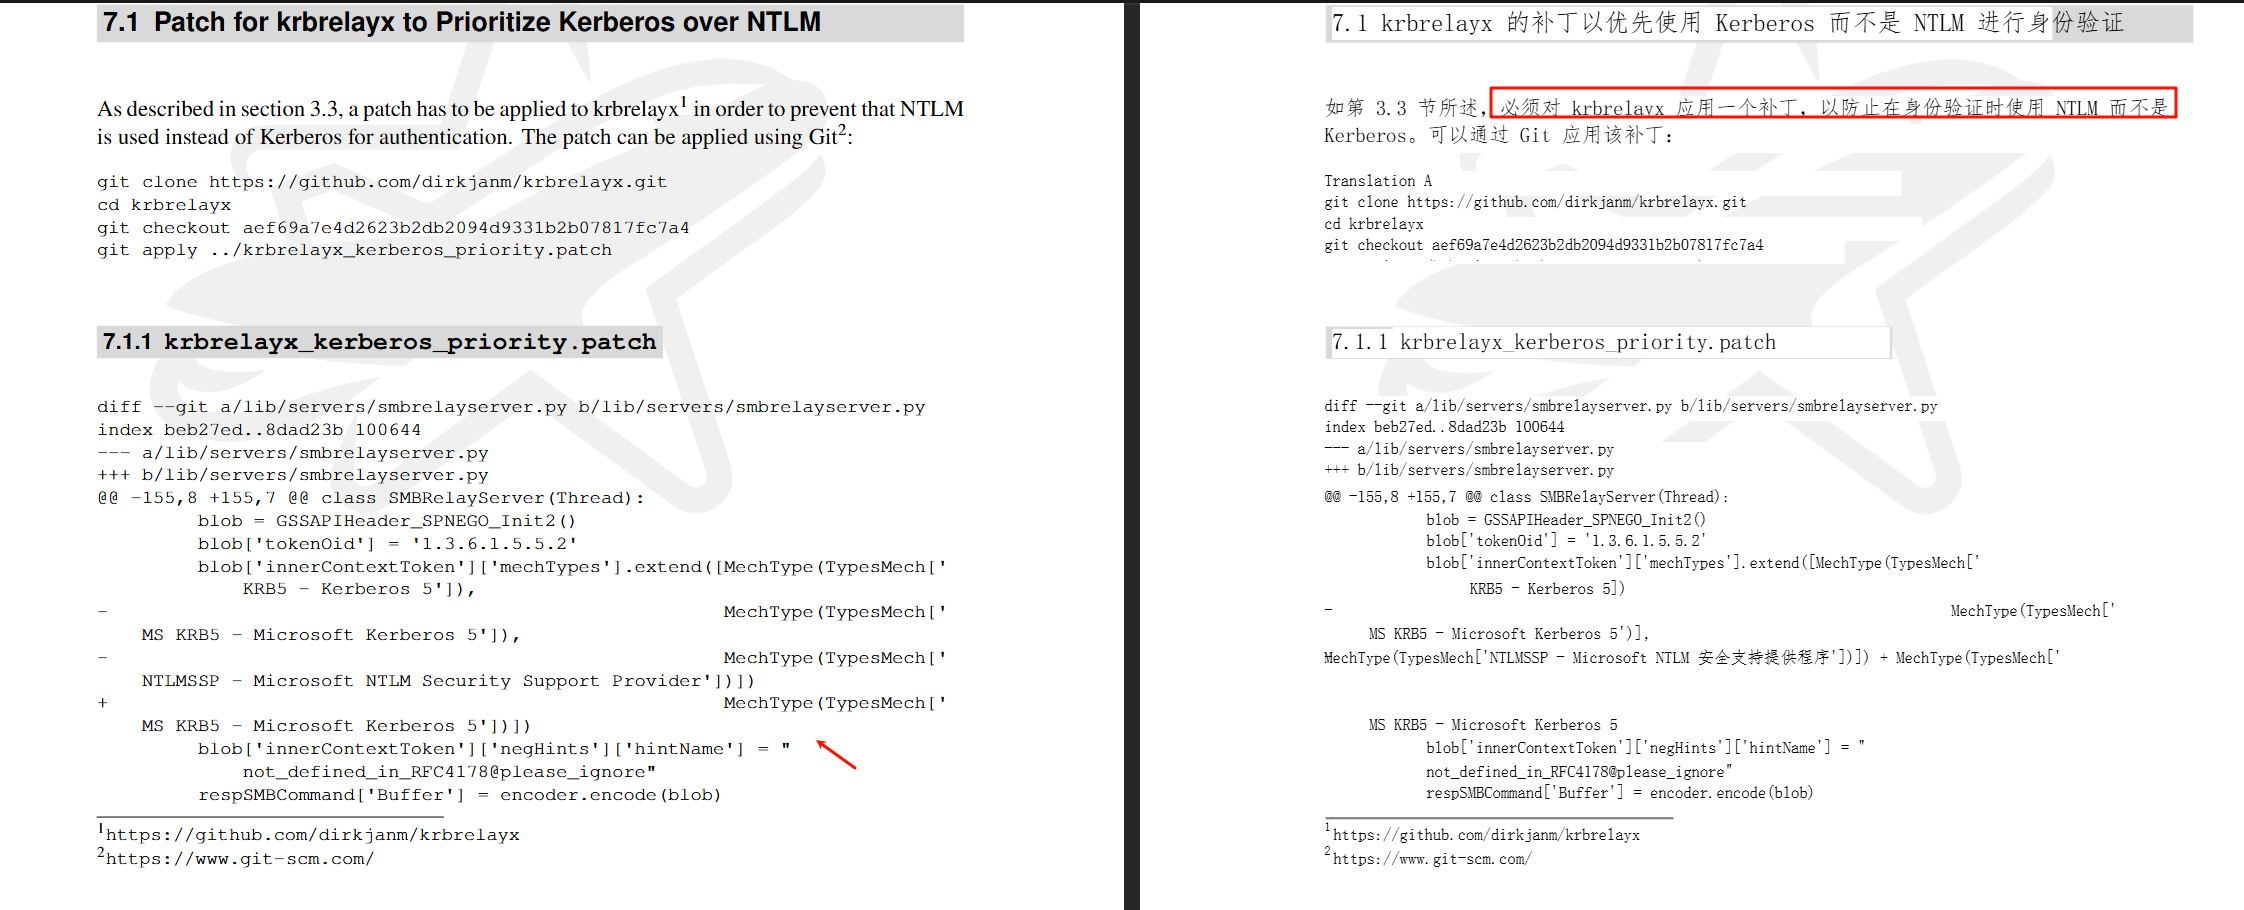 7.1 Patch for krbrelayx to Prioritize Kerberos over NTLM
As described in section 3.3, a patch has to be applied to krbrelayx1 in order to prevent that NTLM
is used instead of Kerberos for authentication. The patch can be applied using Git2:
git clone https://github.com/dirkjanm/krbrelayx.git
cd krbrelayx
git checkout aef69a7e4d2623b2db2094d9331b2b07817fc7a4
git apply ../krbrelayx_kerberos_priority.patch
7.1.1 krbrelayx_kerberos_priority.patch
diff --git a/lib/servers/smbrelayserver.py b/lib/servers/smbrelayserver.py
index beb27ed..8dad23b 100644
--- a/lib/servers/smbrelayserver.py
+++ b/lib/servers/smbrelayserver.py
@@ -155,8 +155,7 @@ class SMBRelayServer(Thread):
blob = GSSAPIHeader_SPNEGO_Init2()
blob['tokenOid'] = '1.3.6.1.5.5.2'
blob['innerContextToken']['mechTypes'].extend([MechType(TypesMech['
KRB5 - Kerberos 5']),
- MechType(TypesMech['
MS KRB5 - Microsoft Kerberos 5']),
- MechType(TypesMech['
NTLMSSP - Microsoft NTLM Security Support Provider'])])
+ MechType(TypesMech['
MS KRB5 - Microsoft Kerberos 5'])])
blob['innerContextToken']['negHints']['hintName'] = "
not_defined_in_RFC4178@please_ignore"
respSMBCommand['Buffer'] = encoder.encode(blob)
1https://github.com/dirkjanm/krbrelayx
2https://www.git-scm.com/
7.1 krbrelayx 的补丁以优先使用 Kerberos 而不是 NTLM 进行身份验证
如第 3.3 节所述，必须对 krbrelayx 应用一个补丁，以防止在身份验证时使用 NTLM 而不是
Kerberos。可以通过 Git 应用该补丁：
Translation A
git clone https://github.com/dirkjanm/krbrelayx.git
cd krbrelayx
git checkout aef69a7e4d2623b2db2094d9331b2b07817fc7a4
7.1.1 krbrelayx_kerberos_priority.patch
diff --git a/lib/servers/smbrelayserver.py b/lib/servers/smbrelayserver.py
index beb27ed..8dad23b 100644
--- a/lib/servers/smbrelayserver.py
+++ b/lib/servers/smbrelayserver.py
@@ -155,8 +155,7 @@ class SMBRelayServer(Thread):
blob = GSSAPIHeader_SPNEGO_Init2()
blob['tokenOid'] = '1.3.6.1.5.5.2'
blob['innerContextToken']['mechTypes'].extend([MechType(TypesMech['
KRB5 - Kerberos 5])
- MechType(TypesMech['
MS KRB5 - Microsoft Kerberos 5')],
MechType(TypesMech['NTLMSSP - Microsoft NTLM 安全支持提供程序'])]) + MechType(TypesMech['
MS KRB5 - Microsoft Kerberos 5
blob['innerContextToken']['negHints']['hintName'] = "
not_defined_in_RFC4178@please_ignore"
respSMBCommand['Buffer'] = encoder.encode(blob)
1https://github.com/dirkjanm/krbrelayx
2https://www.git-scm.com/